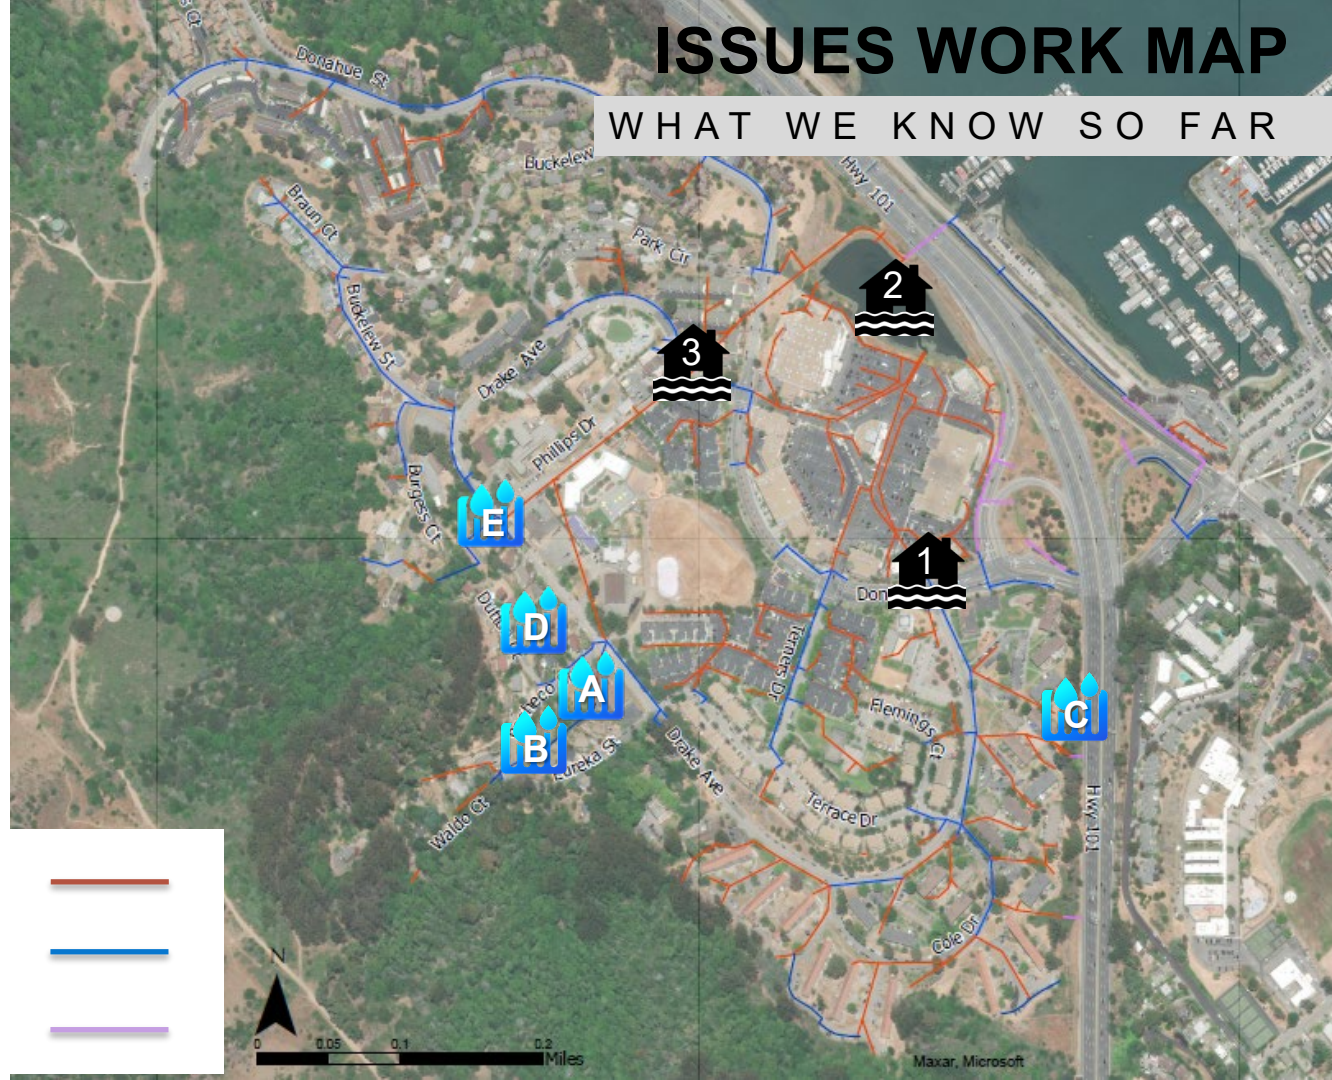 ISSUES WORK MAP
WHAT WE KNOW SO FAR
Donahue St
Buckelew
Hwy 101
Braun Ct
Park Cir
2
Buckelew St
3
Drake Ave
Phillips Dr
Burgess Ct
E
1
Don
D
Terners Dr
A
C
B
Flemings Ct
Eureka St
Drake Ave
Terrace Dr
Waldo Ct
Hwy 101
Cole Dr
N
0 0.05 0.1 0.2
Miles
Maxar, Microsoft